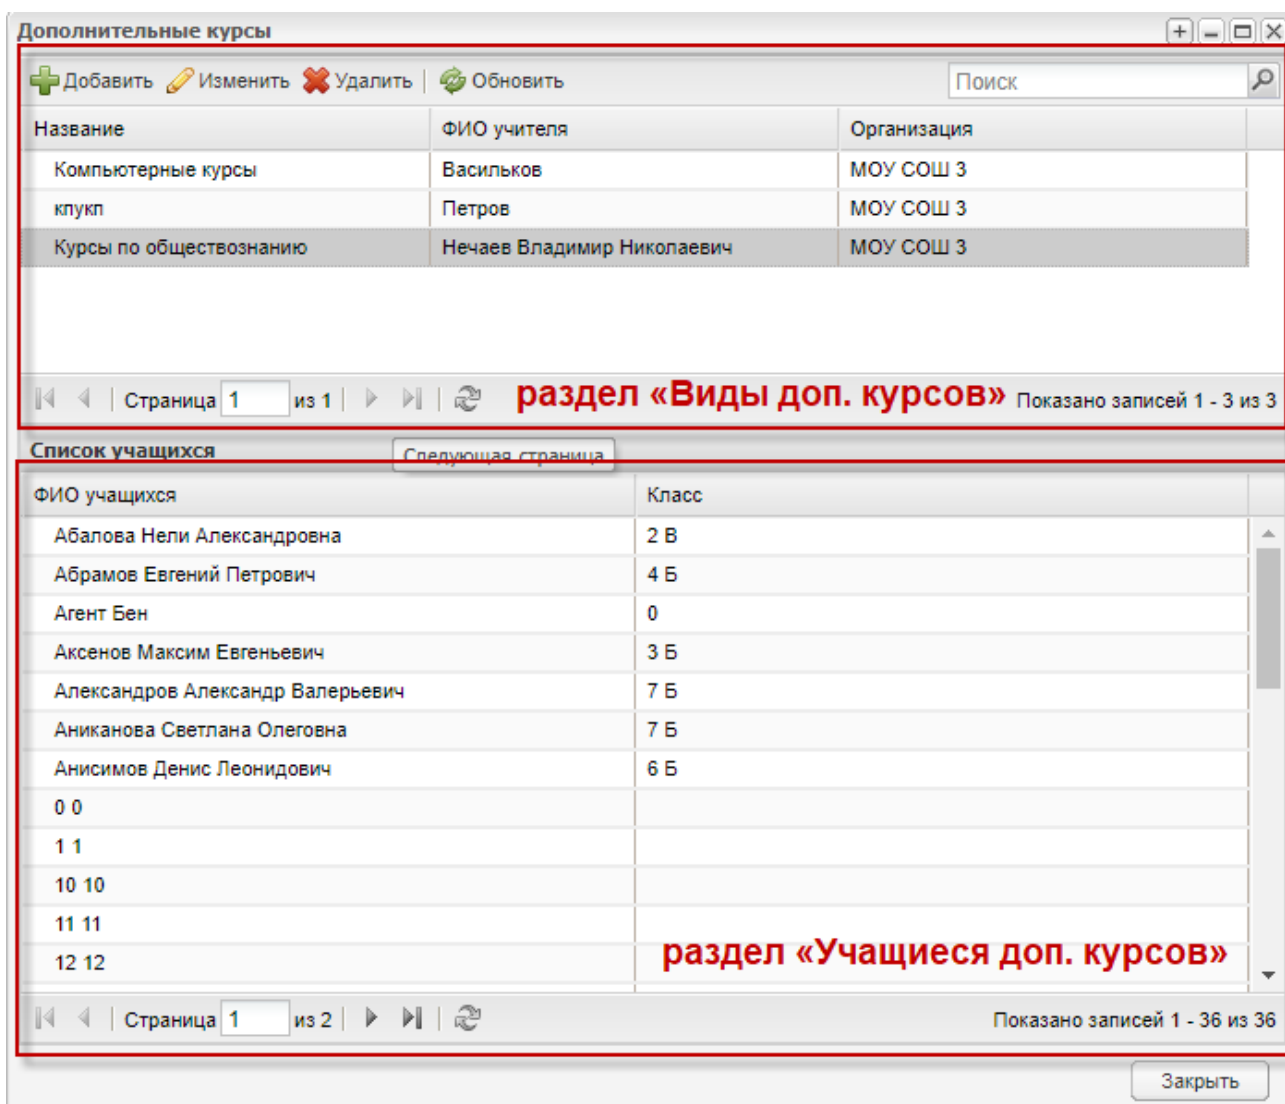 Дополнительные курсы
Добавить Изменить Удалить Обновить Поиск
Название ФИО учителя Организация
Компьютерные курсы Васильков МОУ СОШ 3
кпукп Петров МОУ СОШ 3
Курсы по обществознанию Нечаев Владимир Николаевич МОУ СОШ 3
Страница 1 из 1 раздел «Виды доп. курсов» Показано записей 1 - 3 из 3
Список учащихся Следующая страница
ФИО учащихся Класс
Абалова Нели Александровна 2 В
Абрамов Евгений Петрович 4 Б
Агент Бен 0
Аксенов Максим Евгеньевич 3 Б
Александров Александр Валерьевич 7 Б
Аниканова Светлана Олеговна 7 Б
Анисимов Денис Леонидович 6 Б
0 0
1 1
10 10
11 11
12 12 раздел «Учащиеся доп. курсов»
Страница 1 из 2 Показано записей 1 - 36 из 36
Закрыть